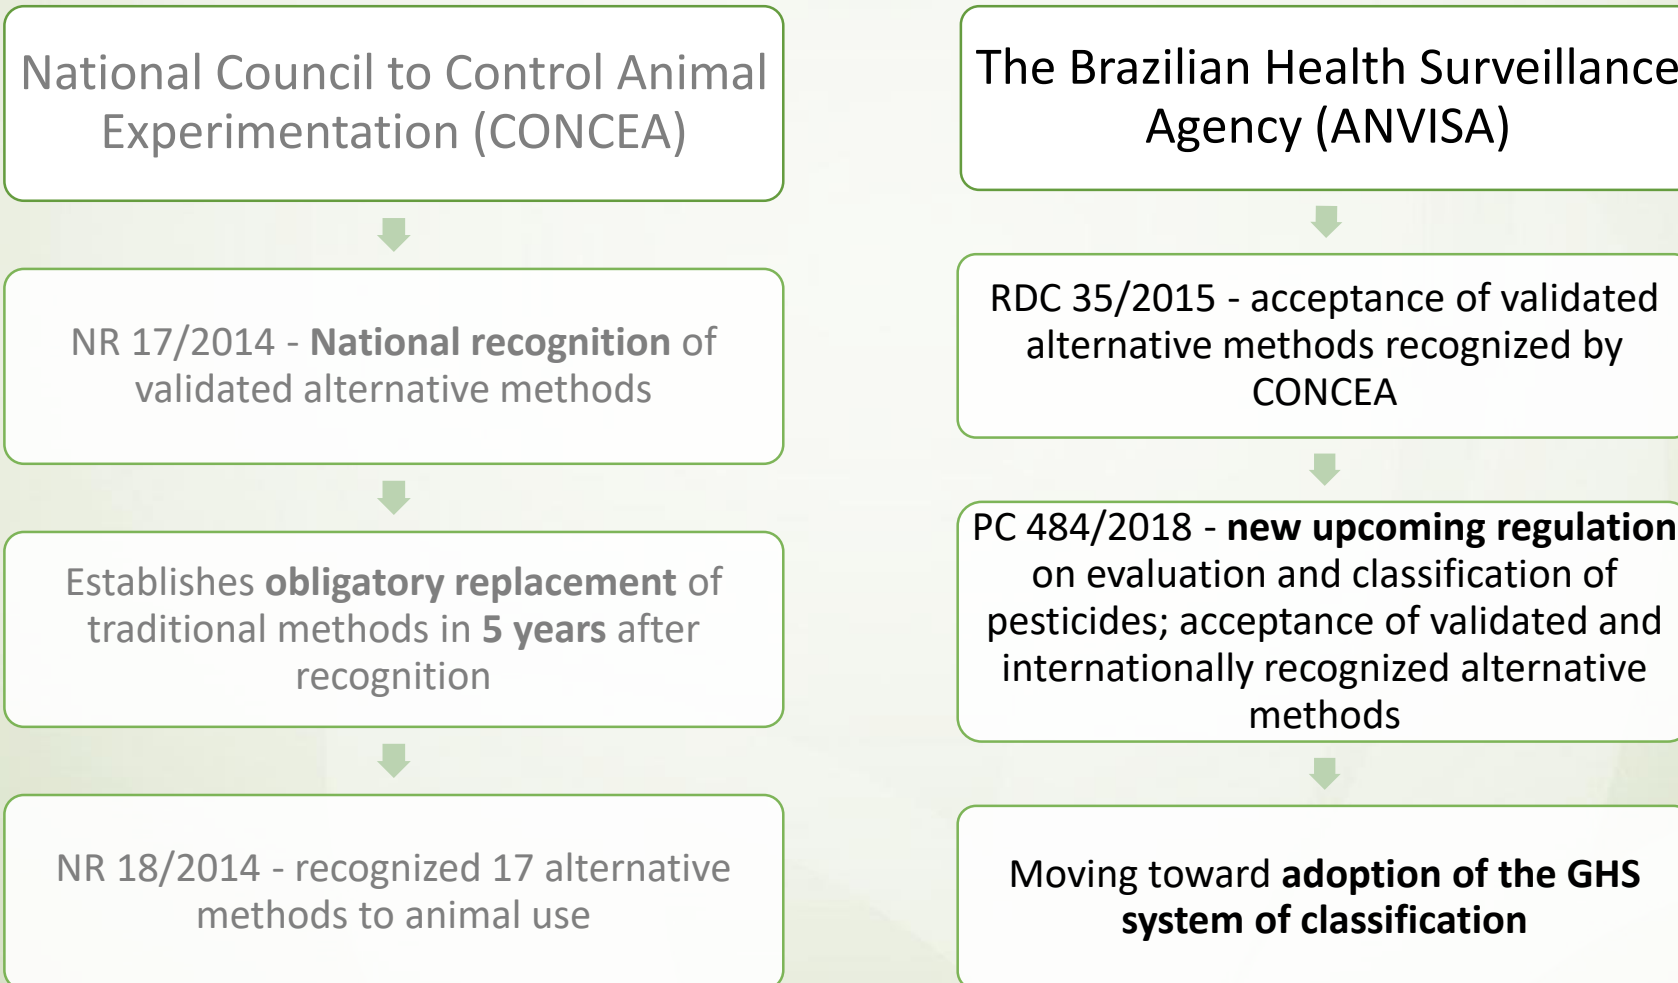 National Council to Control Animal
Experimentation (CONCEA)
NR 17/2014 - National recognition of
validated alternative methods
Establishes obligatory replacement of
traditional methods in 5 years after
recognition
NR 18/2014 - recognized 17 alternative
methods to animal use
The Brazilian Health Surveillance
Agency (ANVISA)
RDC 35/2015 - acceptance of validated
alternative methods recognized by
CONCEA
PC 484/2018 - new upcoming regulation
on evaluation and classification of
pesticides; acceptance of validated and
internationally recognized alternative
methods
Moving toward adoption of the GHS
system of classification